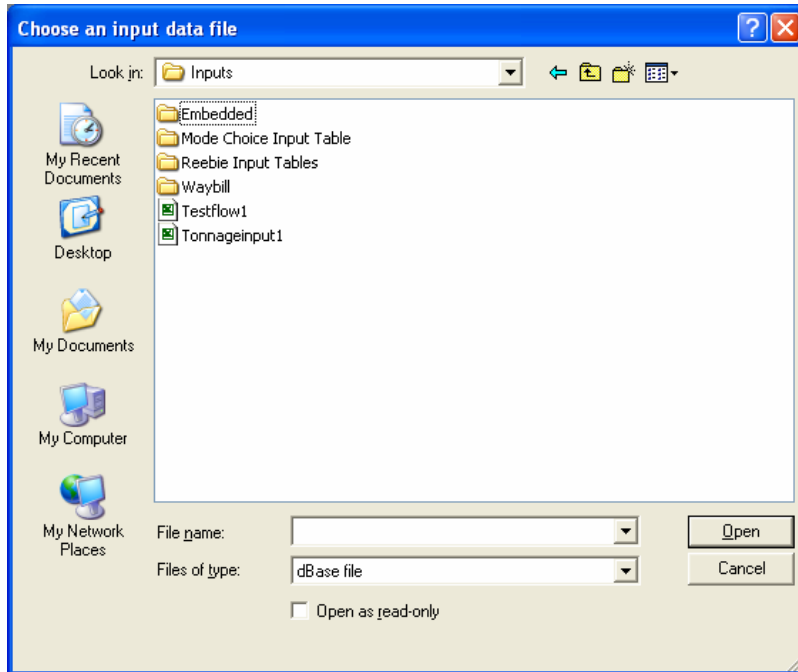 Choose an input data file
Look in: Inputs
My Recent
Documents
Desktop
My Documents
My Computer
My Network
Places
Embedded
Mode Choice Input Table
Reebie Input Tables
Waybill
Testflow1
Tonnageinput1
File name:
Open
Files of type: dBase file
Cancel
Open as read-only